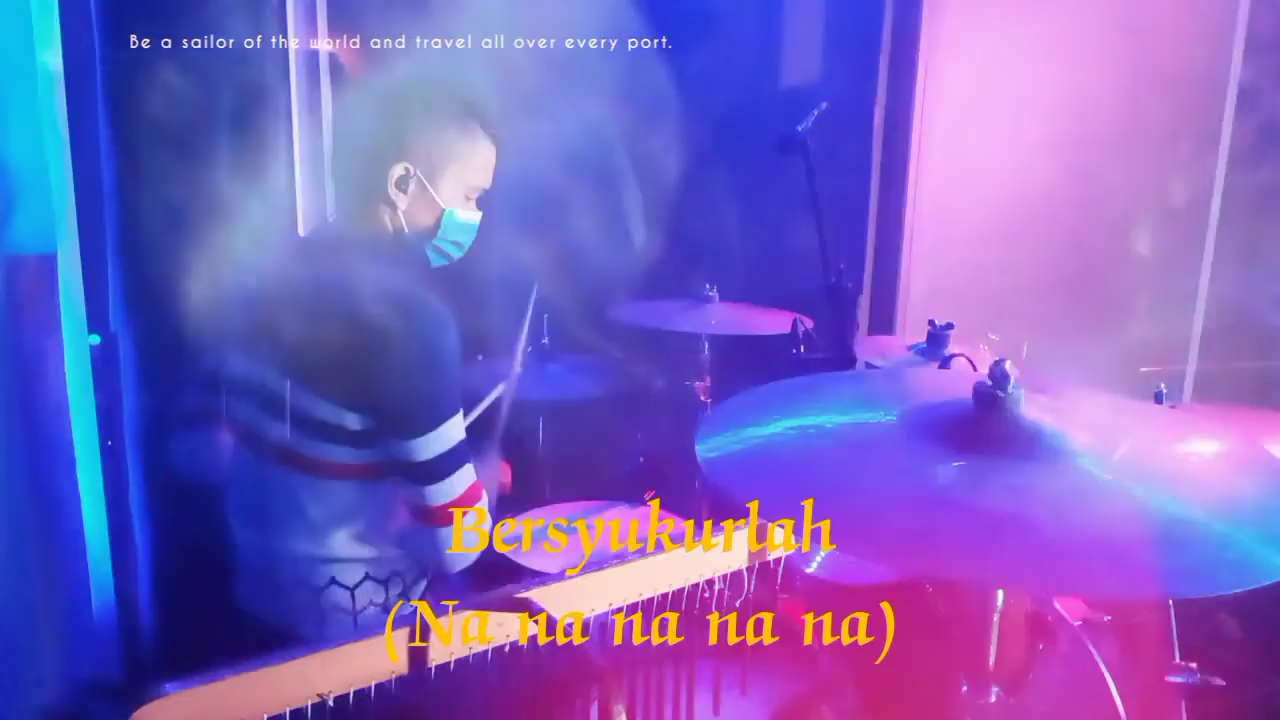 Be a sailor of the world and travel all over every port.
Bersyukurlah
(Na na na na na)